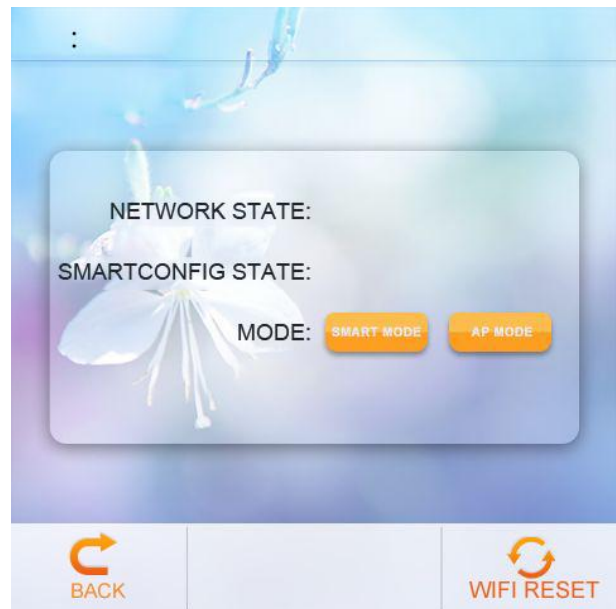 :
NETWORK STATE:
SMARTCONFIG STATE:
MODE: SMART MODE AP MODE
BACK WIFI RESET